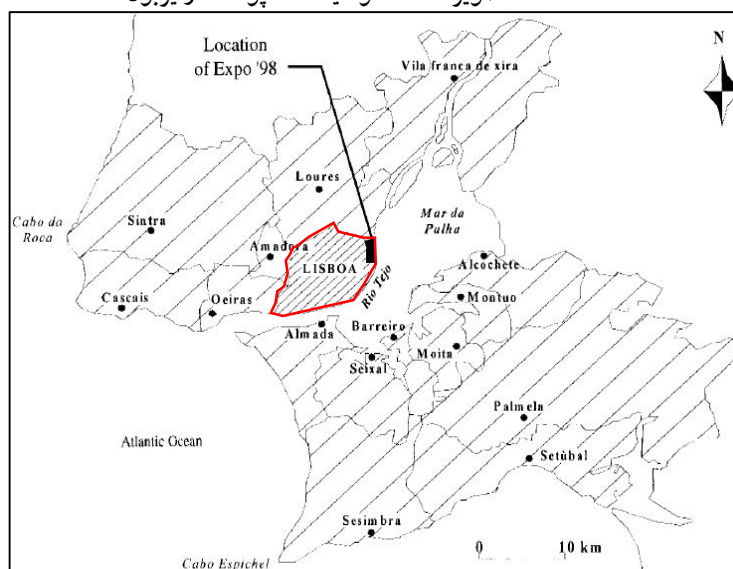 Location
of Expo '98
N
Vila franca de xira
Loures
Cabo da
Roca
Sintra
Mar da
Palha
Amadora
LISBOA
Alcochete
Rio Tejo
Cascais
Oeiras
Montuo
Almada
Barreiro
Moita
Seixal
Palmela
Atlantic Ocean
Setùbal
Sesimbra
Cabo Espichel
0 10 km